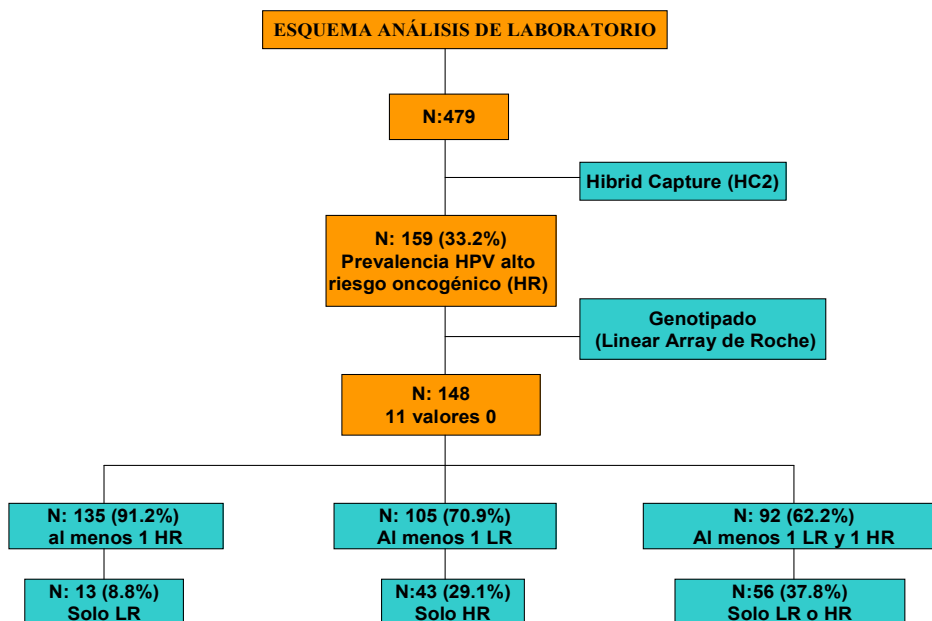 ESQUEMA ANÁLISIS DE LABORATORIO
N:479
Hibrid Capture (HC2)
N: 159 (33.2%)
Prevalencia HPV alto
riesgo oncogénico (HR)
Genotipado
(Linear Array de Roche)
N: 148
11 valores 0
N: 135 (91.2%)
al menos 1 HR
N: 105 (70.9%)
Al menos 1 LR
N: 92 (62.2%)
Al menos 1 LR y 1 HR
N: 13 (8.8%)
Solo LR
N:43 (29.1%)
Solo HR
N:56 (37.8%)
Solo LR o HR